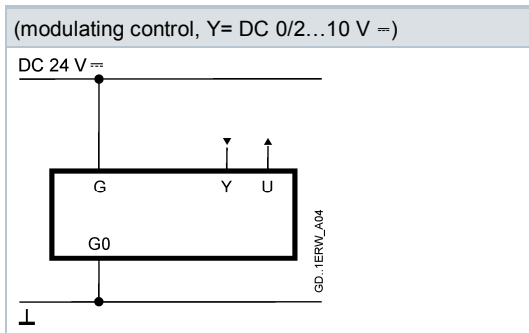 (modulating control, Y= DC 0/2…10 V ⎓)
DC 24 V ⎓
G Y U
G0
GD..1ERW_A04